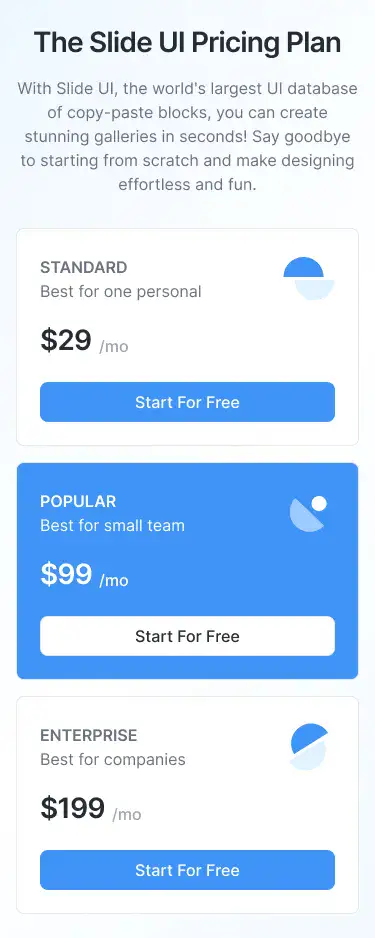 The Slide UI Pricing Plan
With Slide UI, the world's largest UI database
of copy-paste blocks, you can create
stunning galleries in seconds! Say goodbye
to starting from scratch and make designing
effortless and fun.
STANDARD
Best for one personal
$29 /mo
Start For Free
POPULAR
Best for small team
$99 /mo
Start For Free
ENTERPRISE
Best for companies
$199 /mo
Start For Free